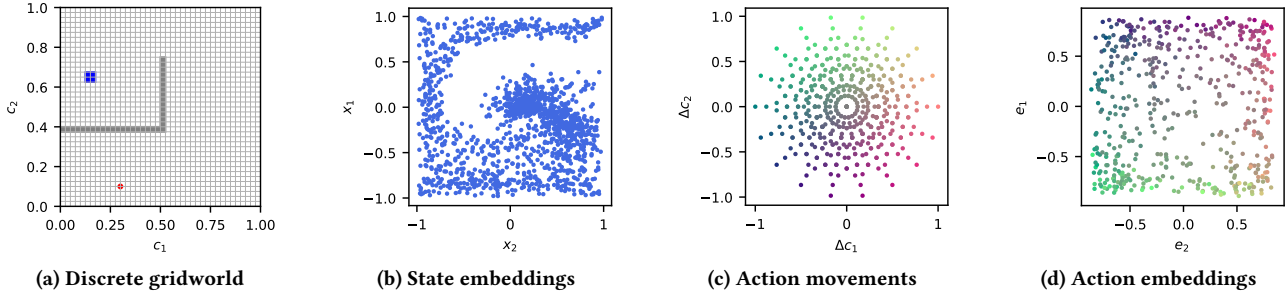 1.0
0.8
0.6
0.4
0.2
0.0
c₂
0.00 0.25 0.50 0.75 1.00
c₁
(a) Discrete gridworld
1.0
0.5
0.0
−0.5
−1.0
x₁
−1 0 1
x₂
(b) State embeddings
1.0
0.5
0.0
−0.5
−1.0
Δc₂
−1 0 1
Δc₁
(c) Action movements
0.5
0.0
−0.5
e₁
−0.5 0.0 0.5
e₂
(d) Action embeddings